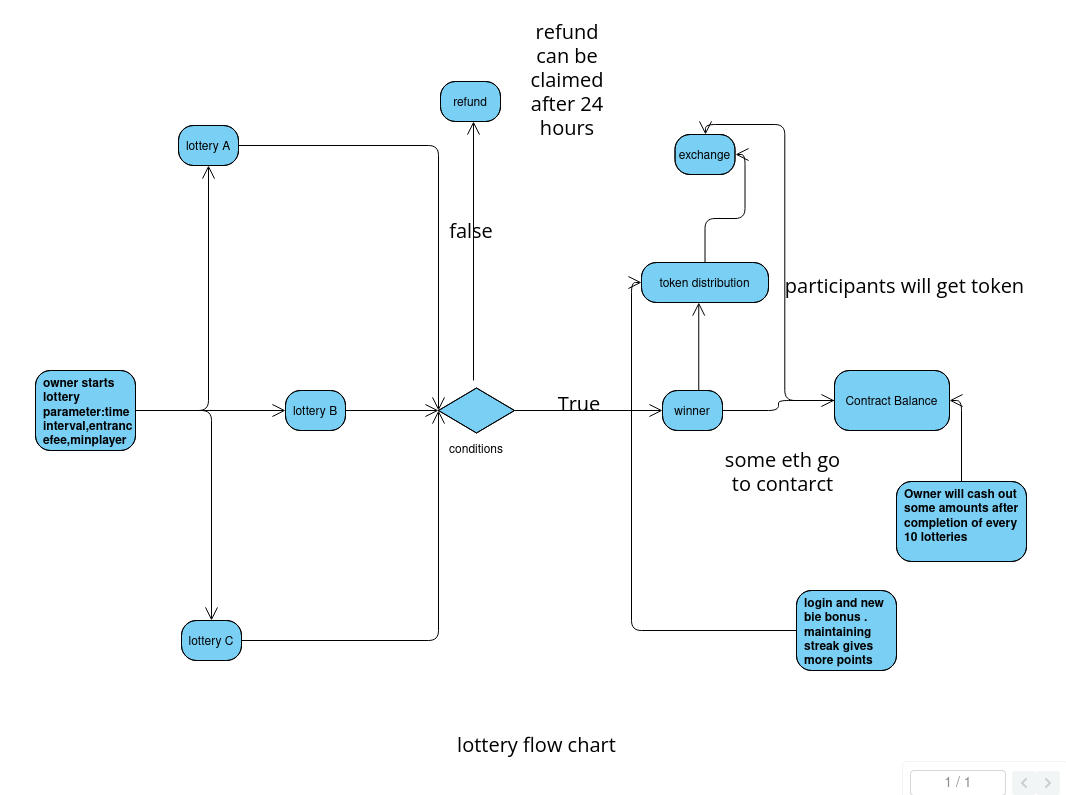 refund
can be
claimed
after 24
hours
refund
lottery A
exchange
false
token distribution
participants will get token
owner starts
lottery
parameter:time
interval,entranc
efee,minplayer
lottery B
conditions
True
winner
Contract Balance
some eth go
to contarct
Owner will cash out
some amounts after
completion of every
10 lotteries
login and new
bie bonus .
maintaining
streak gives
more points
lottery C
lottery flow chart
1 / 1